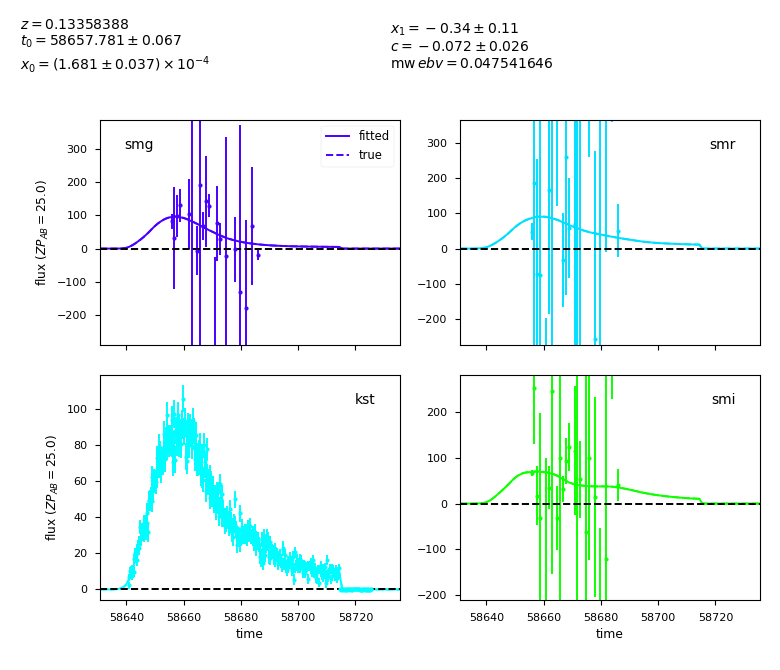 z = 0.13358388
t₀ = 58657.781 ± 0.067
x₀ = (1.681 ± 0.037) × 10⁻⁴
x₁ = −0.34 ± 0.11
c = −0.072 ± 0.026
mw ebv = 0.047541646
smg
fitted
true
300
200
100
0
−100
−200
flux (ZP_AB = 25.0)
smr
300
200
100
0
−100
−200
kst
100
80
60
40
20
0
flux (ZP_AB = 25.0)
58640 58660 58680 58700 58720
time
smi
200
100
0
−100
−200
58640 58660 58680 58700 58720
time